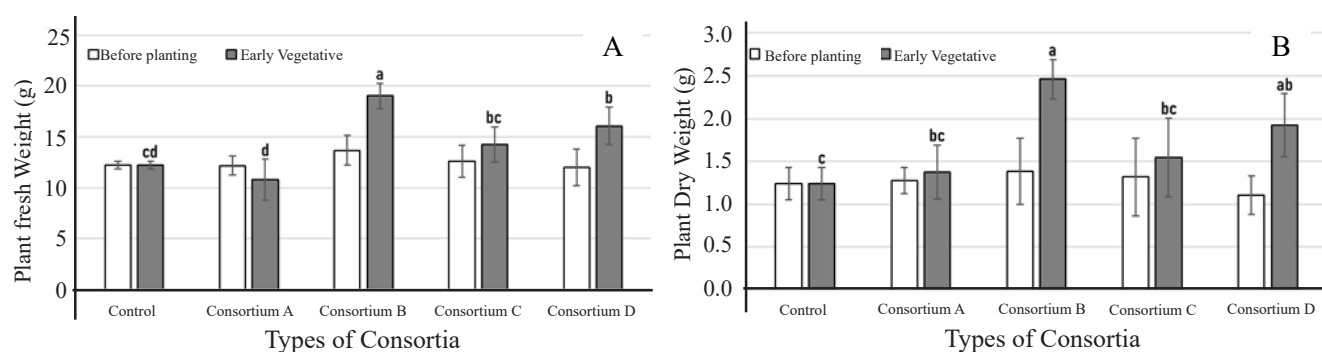 Plant fresh Weight (g)
25
20
15
10
5
0
Before planting
Early Vegetative
A
cd
d
a
bc
b
Control
Consortium A
Consortium B
Consortium C
Consortium D
Types of Consortia
Plant Dry Weight (g)
3.0
2.5
2.0
1.5
1.0
0.5
0.0
Before planting
Early Vegetative
B
c
bc
a
bc
ab
Control
Consortium A
Consortium B
Consortium C
Consortium D
Types of Consortia